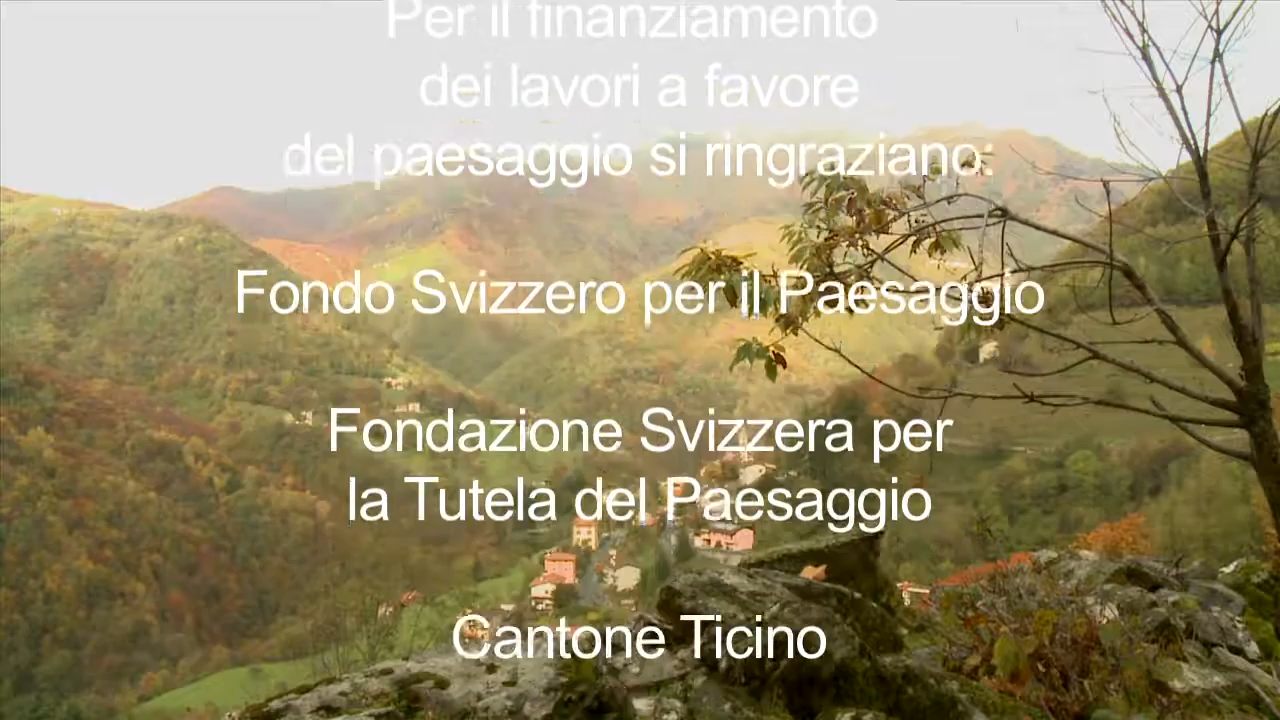 Per il finanziamento
dei lavori a favore
del paesaggio si ringraziano:
Fondo Svizzero per il Paesaggio
Fondazione Svizzera per
la Tutela del Paesaggio
Cantone Ticino